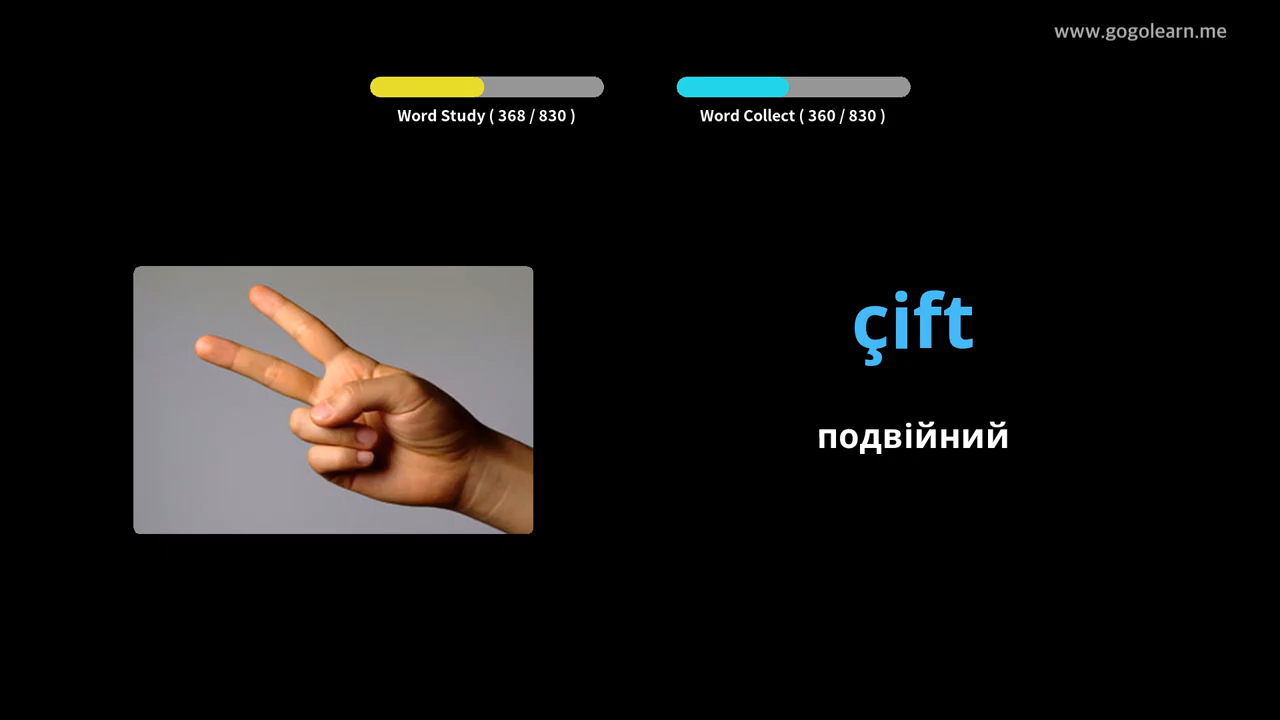 www.gogolearn.me
Word Study ( 368 / 830 )
Word Collect ( 360 / 830 )
çift
подвійний